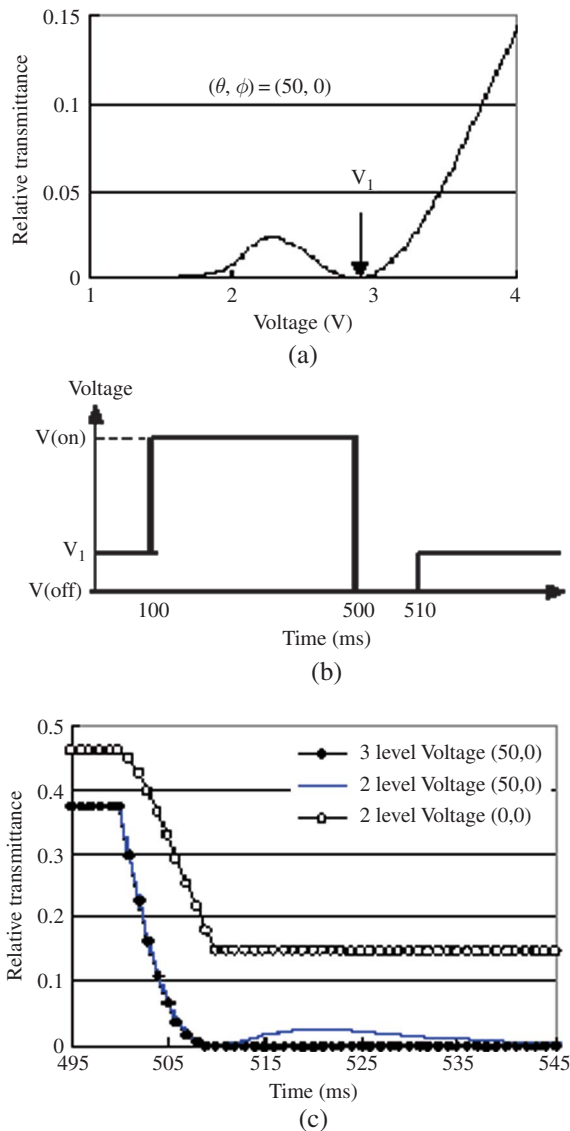 0.15
0.1
0.05
0
Relative transmittance
(θ, ϕ) = (50, 0)
V1
1 2 3 4
Voltage (V)
(a)
Voltage
V(on)
V1
V(off)
100 500 510
Time (ms)
(b)
0.5
0.4
0.3
0.2
0.1
0
Relative transmittance
3 level Voltage (50,0)
2 level Voltage (50,0)
2 level Voltage (0,0)
495 505 515 525 535 545
Time (ms)
(c)